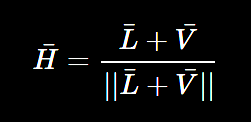 H̄ = (L̄ + V̄) / ||L̄ + V̄||